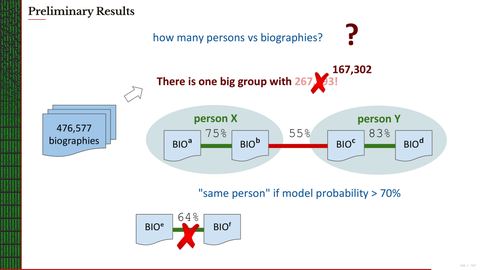 Preliminary Results
how many persons vs biographies?
?
167,302
There is one big group with
476,577
biographies
person X
person Y
75%
55%
83%
BIOᵃ
BIOᵇ
BIOᶜ
BIOᵈ
"same person" if model probability > 70%
64%
BIOᵉ
BIOᶠ